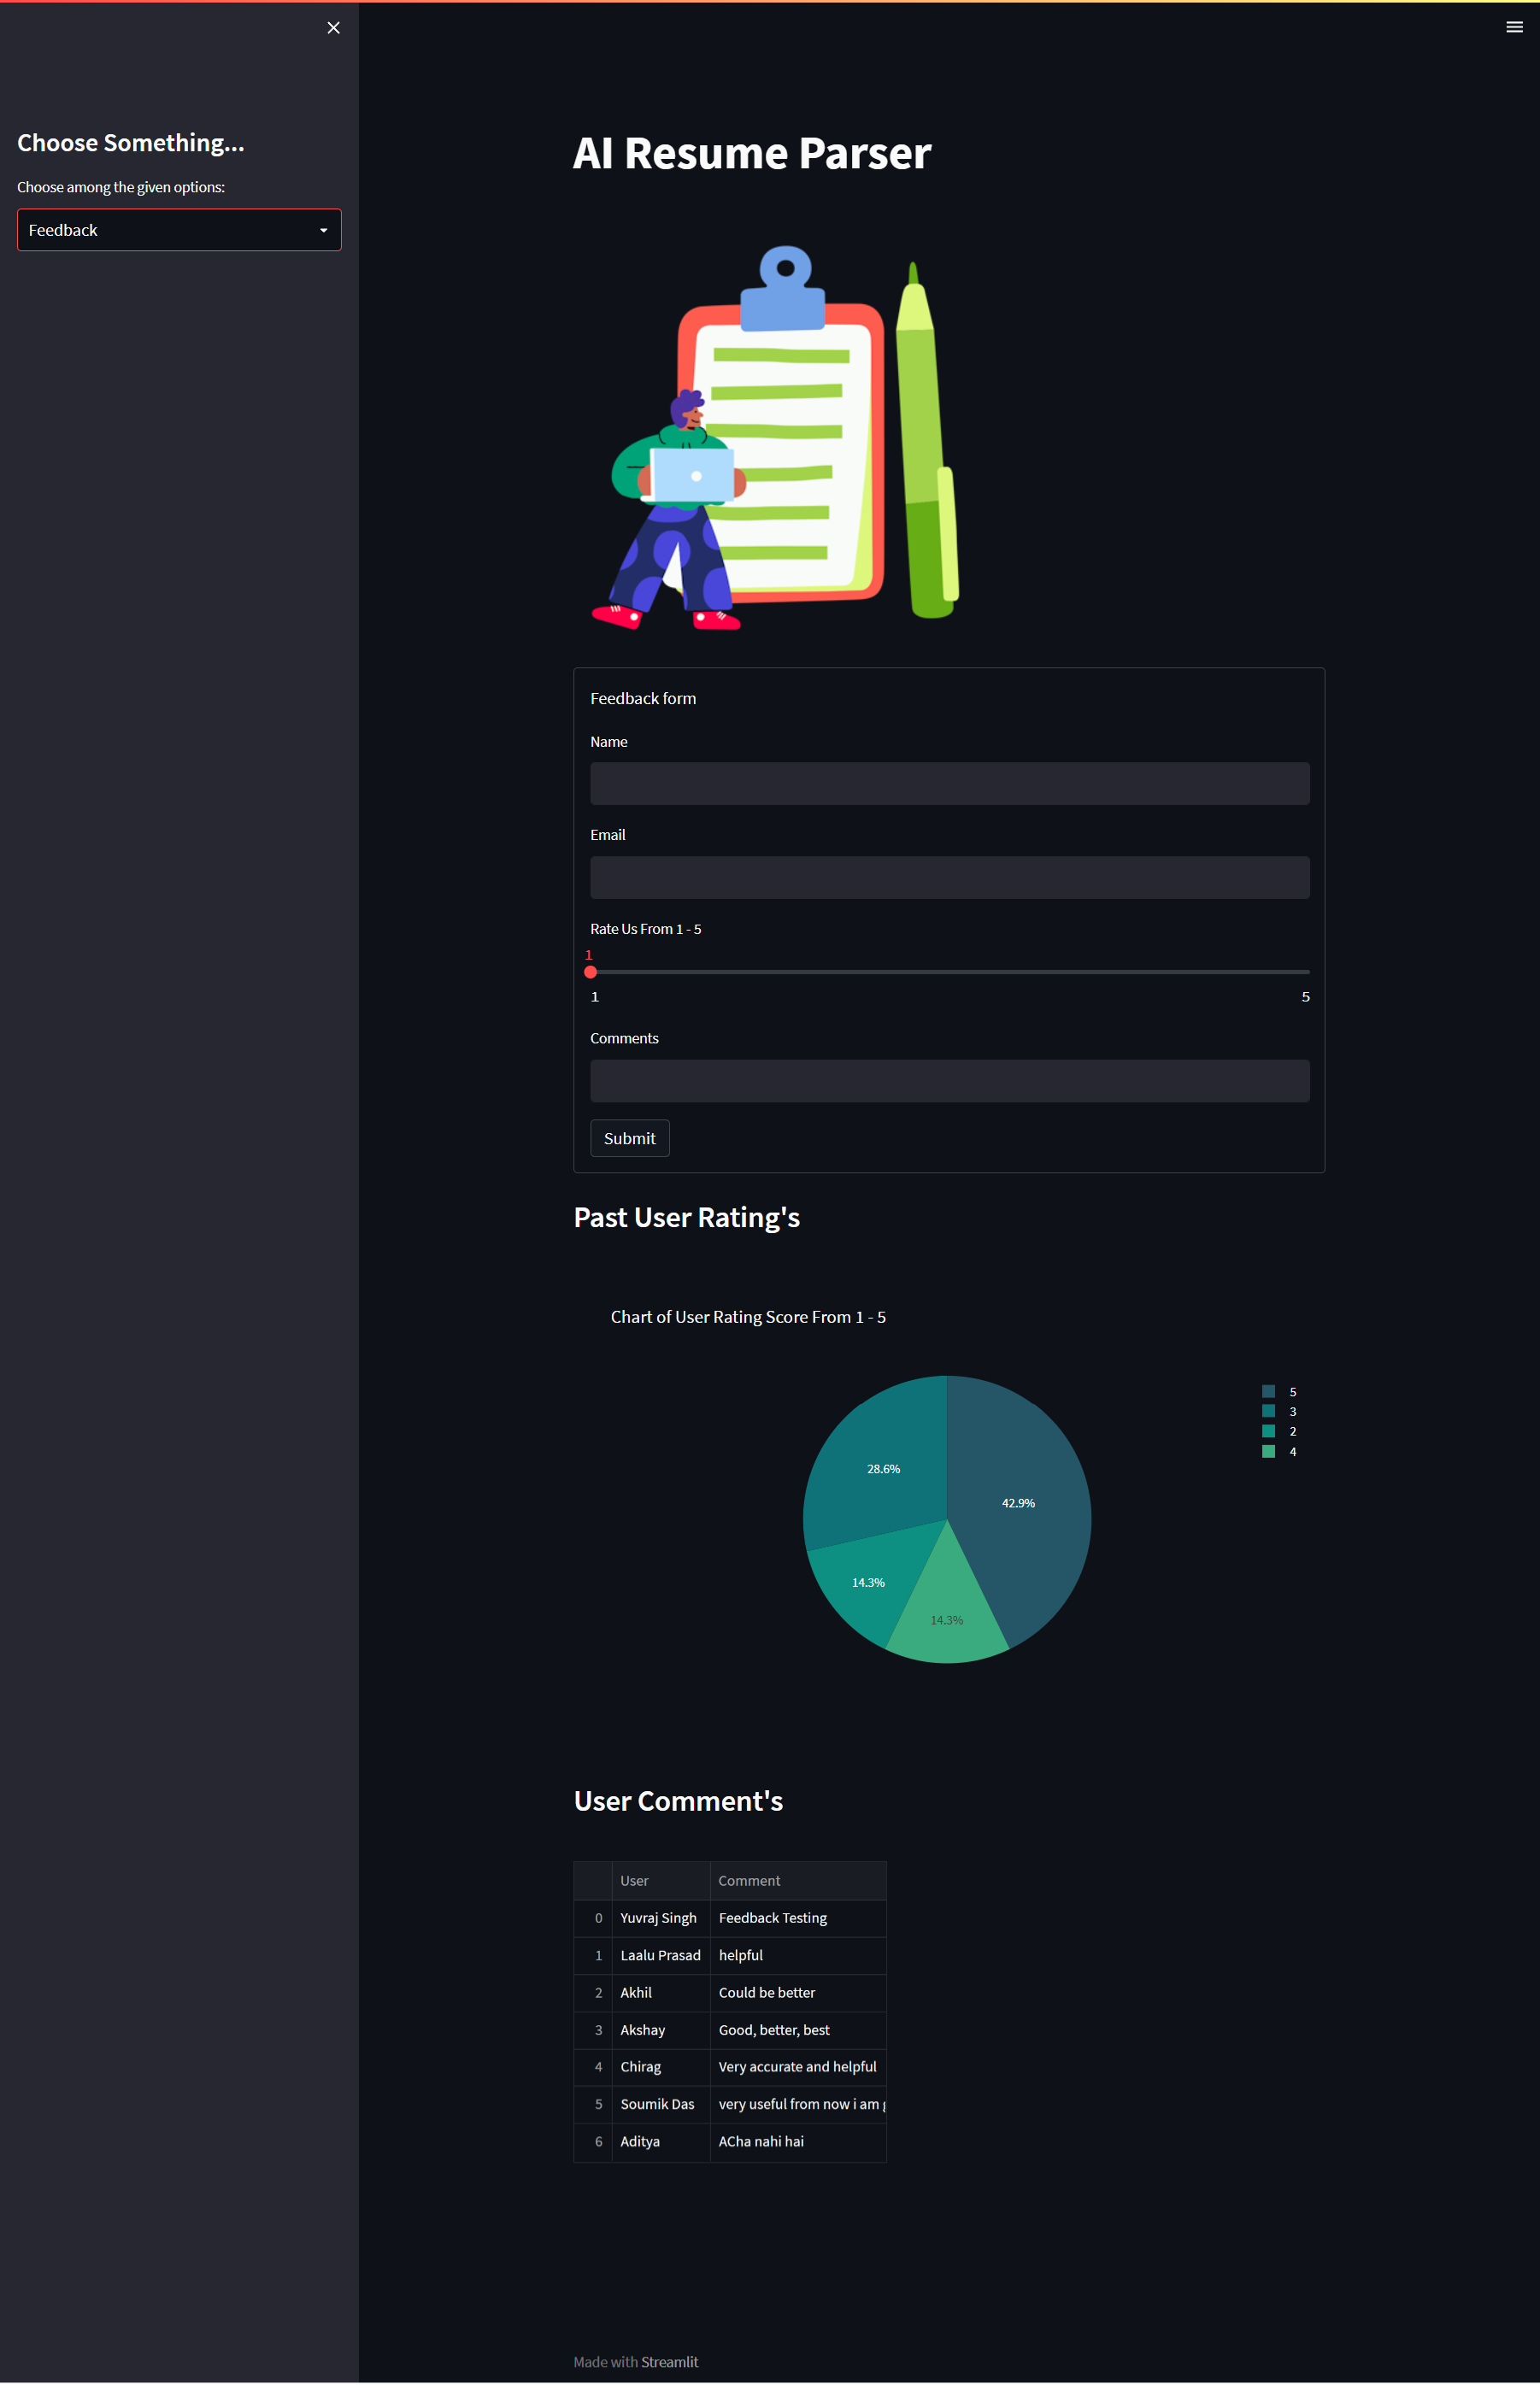 Choose Something...
Choose among the given options:
Feedback
AI Resume Parser
Feedback form
Name
Email
Rate Us From 1 - 5
1
1 5
Comments
Submit
Past User Rating's
Chart of User Rating Score From 1 - 5
5
3
2
4
28.6%
42.9%
14.3%
14.3%
User Comment's
User Comment
0 Yuvraj Singh Feedback Testing
1 Laalu Prasad helpful
2 Akhil Could be better
3 Akshay Good, better, best
4 Chirag Very accurate and helpful
5 Soumik Das very useful from now i am
6 Aditya ACha nahi hai
Made with Streamlit